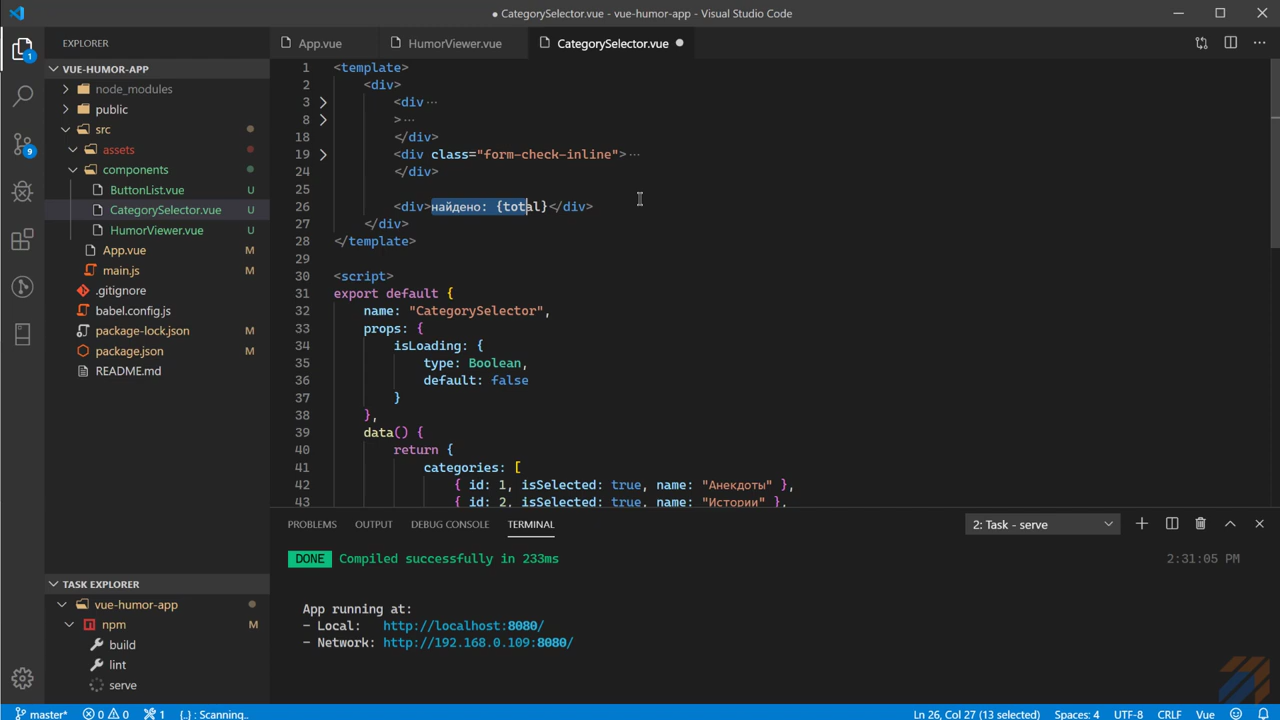 CategorySelector.vue - vue-humor-app - Visual Studio Code
EXPLORER
App.vue
HumorViewer.vue
CategorySelector.vue
VUE-HUMOR-APP
node_modules
public
src
assets
components
ButtonList.vue U
CategorySelector.vue U
HumorViewer.vue U
App.vue M
main.js M
.gitignore
babel.config.js
package-lock.json M
package.json M
README.md
TASK EXPLORER
vue-humor-app
npm M
build
lint
serve
1
9
1 <template>
2 <div>
3 <div ···
8 > ···
18 </div>
19 <div class="form-check-inline"> ···
24 </div>
25
26 <div>найдено: {total}</div>
27 </div>
28 </template>
29
30 <script>
31 export default {
32 name: "CategorySelector",
33 props: {
34 isLoading: {
35 type: Boolean,
36 default: false
37 }
38 },
39 data() {
40 return {
41 categories: [
42 { id: 1, isSelected: true, name: "Анекдоты" },
43 { id: 2, isSelected: true, name: "Истории" },
PROBLEMS OUTPUT DEBUG CONSOLE TERMINAL
2: Task - serve
DONE Compiled successfully in 233ms 2:31:05 PM
App running at:
- Local: http://localhost:8080/
- Network: http://192.168.0.109:8080/
master* 0 0 1 {..} : Scanning.. Ln 26, Col 27 (13 selected) Spaces: 4 UTF-8 CRLF Vue